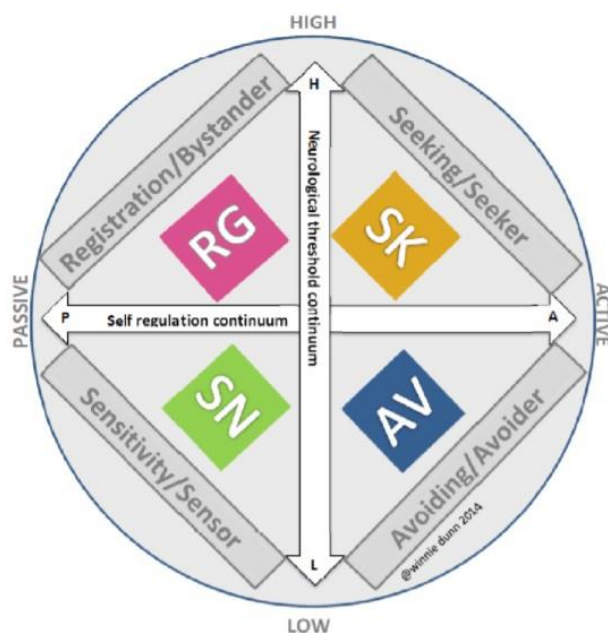 HIGH
H
Registration/Bystander
Seeking/Seeker
RG
SK
Neurological threshold continuum
PASSIVE
P
Self regulation continuum
A
ACTIVE
SN
AV
Sensitivity/Sensor
Avoiding/Avoider
@winnie dunn 2014
L
LOW